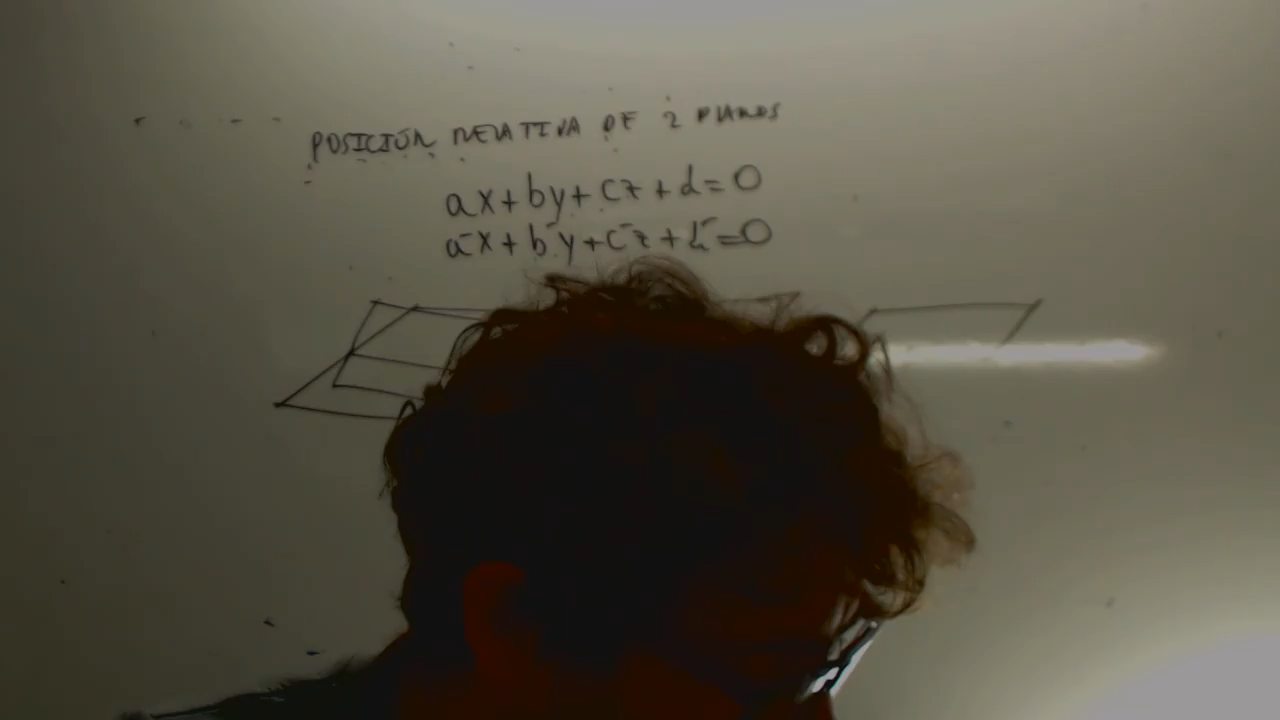 POSICIÓN RELATIVA DE 2 PLANOS
ax+by+cz+d=0
a'x+b'y+c'z+d'=0